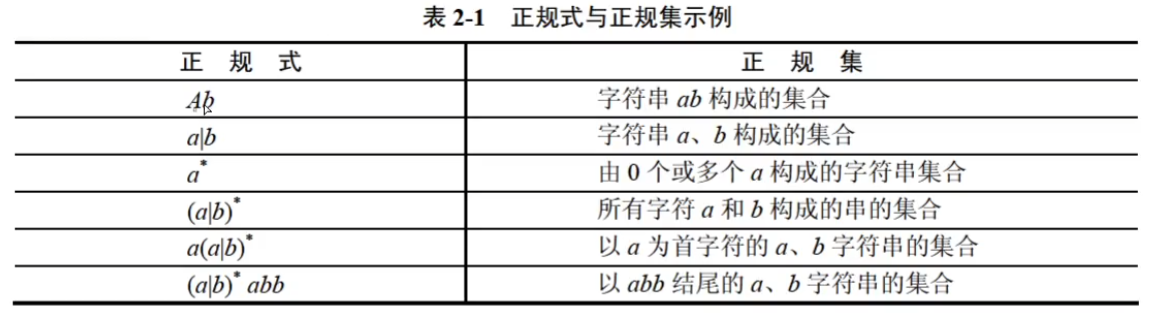 表 2-1 正规式与正规集示例
正 规 式 正 规 集
Ab 字符串 ab 构成的集合
a|b 字符串 a、b 构成的集合
a* 由 0 个或多个 a 构成的字符串集合
(a|b)* 所有字符 a 和 b 构成的串的集合
a(a|b)* 以 a 为首字符的 a、b 字符串的集合
(a|b)* abb 以 abb 结尾的 a、b 字符串的集合